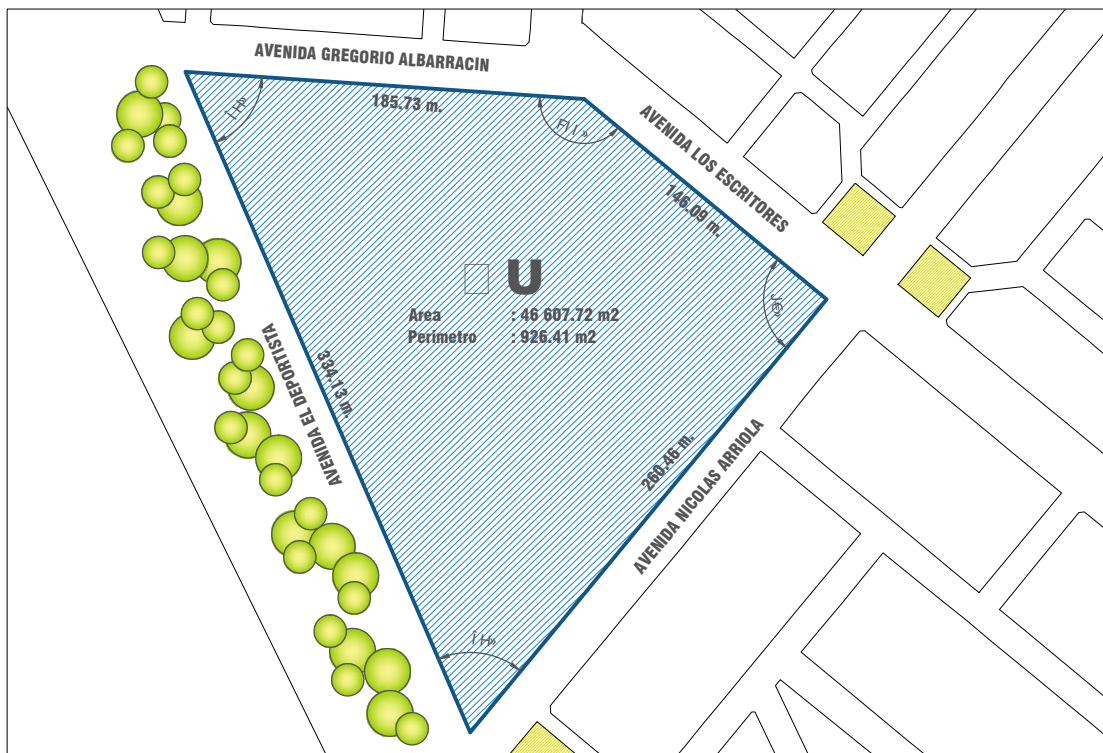 AVENIDA GREGORIO ALBARRACIN
185.73 m.
AVENIDA LOS ESCRITORES
146.09 m.
U
Area : 46 607.72 m2
Perimetro : 926.41 m2
AVENIDA EL DEPORTISTA
334.13 m.
260.46 m.
AVENIDA NICOLAS ARRIOLA